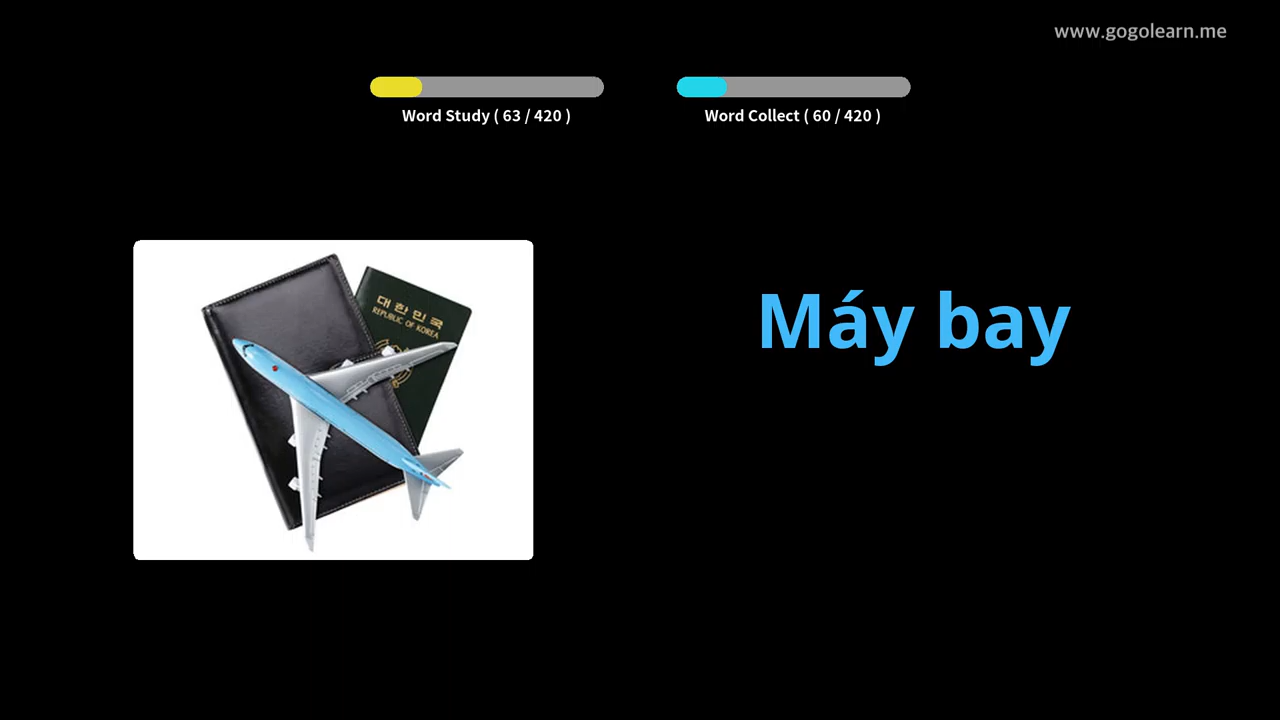 www.gogolearn.me
Word Study ( 63 / 420 )
Word Collect ( 60 / 420 )
대한민국
REPUBLIC OF KOREA
Máy bay